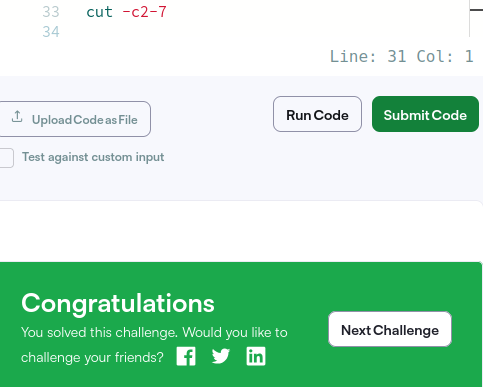 33 cut -c2-7
34
Line: 31 Col: 1
Upload Code as File
Run Code
Submit Code
Test against custom input
Congratulations
You solved this challenge. Would you like to
challenge your friends?
Next Challenge